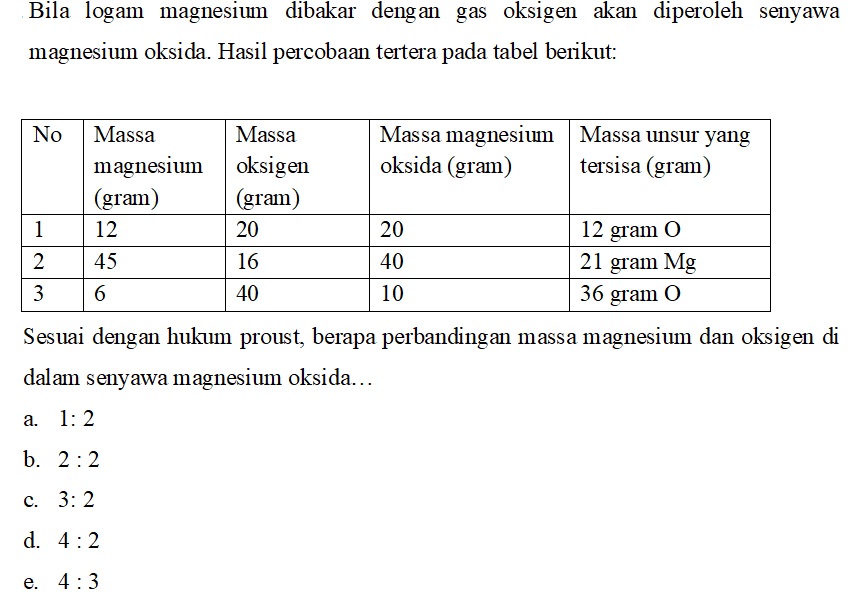 Bila logam magnesium dibakar dengan gas oksigen akan diperoleh senyawa
magnesium oksida. Hasil percobaan tertera pada tabel berikut:
No Massa magnesium (gram) Massa oksigen (gram) Massa magnesium oksida (gram) Massa unsur yang tersisa (gram)
1 12 20 20 12 gram O
2 45 16 40 21 gram Mg
3 6 40 10 36 gram O
Sesuai dengan hukum proust, berapa perbandingan massa magnesium dan oksigen di
dalam senyawa magnesium oksida…
a. 1: 2
b. 2 : 2
c. 3: 2
d. 4 : 2
e. 4 : 3